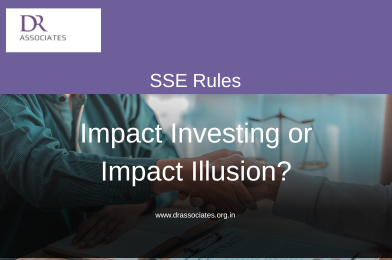 DR
ASSOCIATES
SSE Rules
Impact Investing or
Impact Illusion?
www.drassociates.org.in